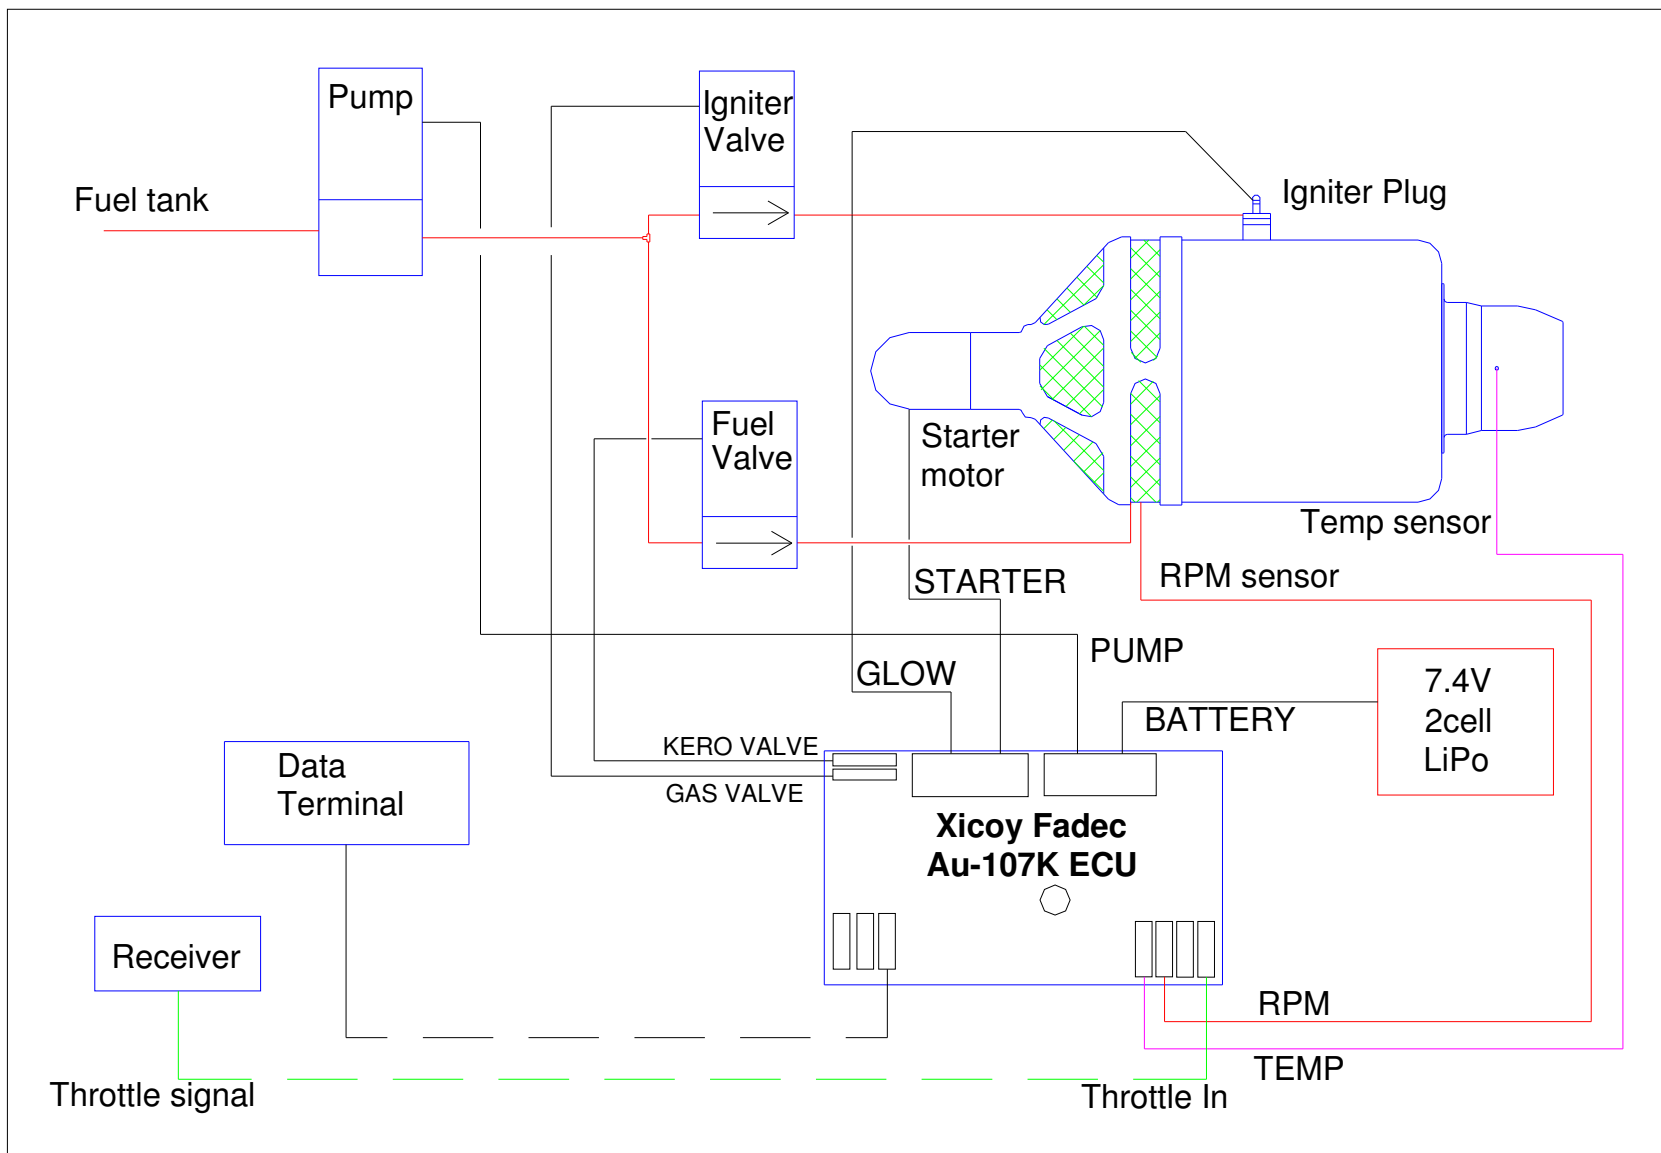 Pump
Igniter
Valve
Fuel tank
Igniter Plug
Fuel
Valve
Starter
motor
Temp sensor
RPM sensor
STARTER
PUMP
GLOW
7.4V
2cell
LiPo
BATTERY
KERO VALVE
GAS VALVE
Data
Terminal
Xicoy Fadec
Au-107K ECU
Receiver
RPM
TEMP
Throttle signal
Throttle In